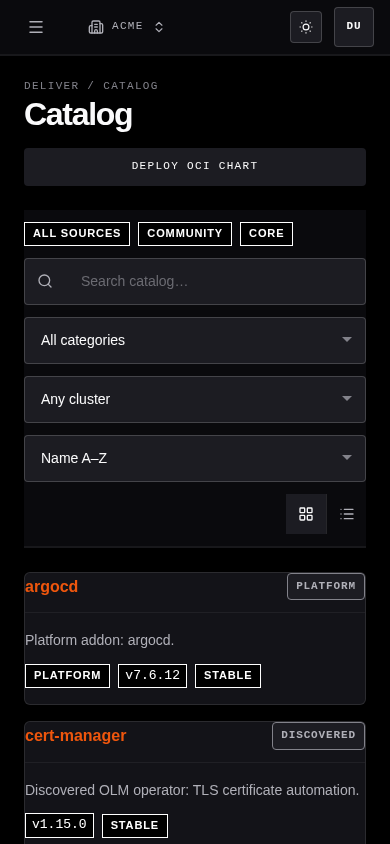 ACME
DU
DELIVER / CATALOG
Catalog
DEPLOY OCI CHART
ALL SOURCES COMMUNITY CORE
Search catalog…
All categories
Any cluster
Name A–Z
argocd PLATFORM
Platform addon: argocd.
PLATFORM v7.6.12 STABLE
cert-manager DISCOVERED
Discovered OLM operator: TLS certificate automation.
v1.15.0 STABLE